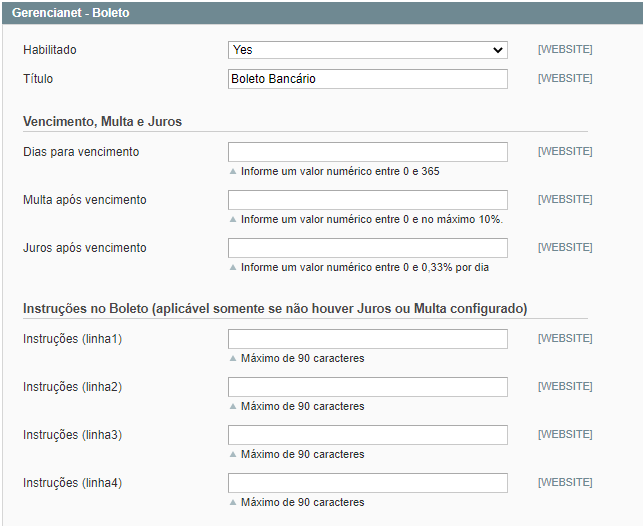 Gerencianet - Boleto
Habilitado Yes [WEBSITE]
Título Boleto Bancário [WEBSITE]
Vencimento, Multa e Juros
Dias para vencimento [WEBSITE]
Informe um valor numérico entre 0 e 365
Multa após vencimento [WEBSITE]
Informe um valor numérico entre 0 e no máximo 10%.
Juros após vencimento [WEBSITE]
Informe um valor numérico entre 0 e 0,33% por dia
Instruções no Boleto (aplicável somente se não houver Juros ou Multa configurado)
Instruções (linha1) [WEBSITE]
Máximo de 90 caracteres
Instruções (linha2) [WEBSITE]
Máximo de 90 caracteres
Instruções (linha3) [WEBSITE]
Máximo de 90 caracteres
Instruções (linha4) [WEBSITE]
Máximo de 90 caracteres